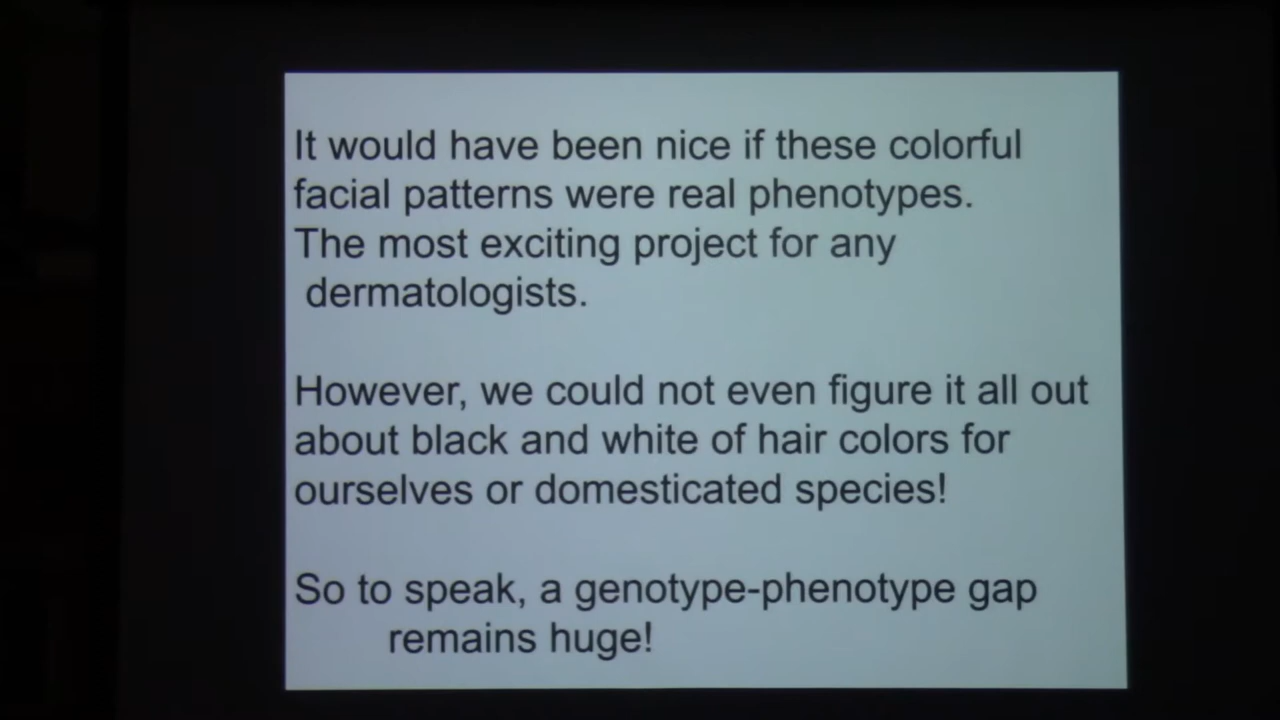 It would have been nice if these colorful
facial patterns were real phenotypes.
The most exciting project for any
dermatologists.
However, we could not even figure it all out
about black and white of hair colors for
ourselves or domesticated species!
So to speak, a genotype-phenotype gap
remains huge!